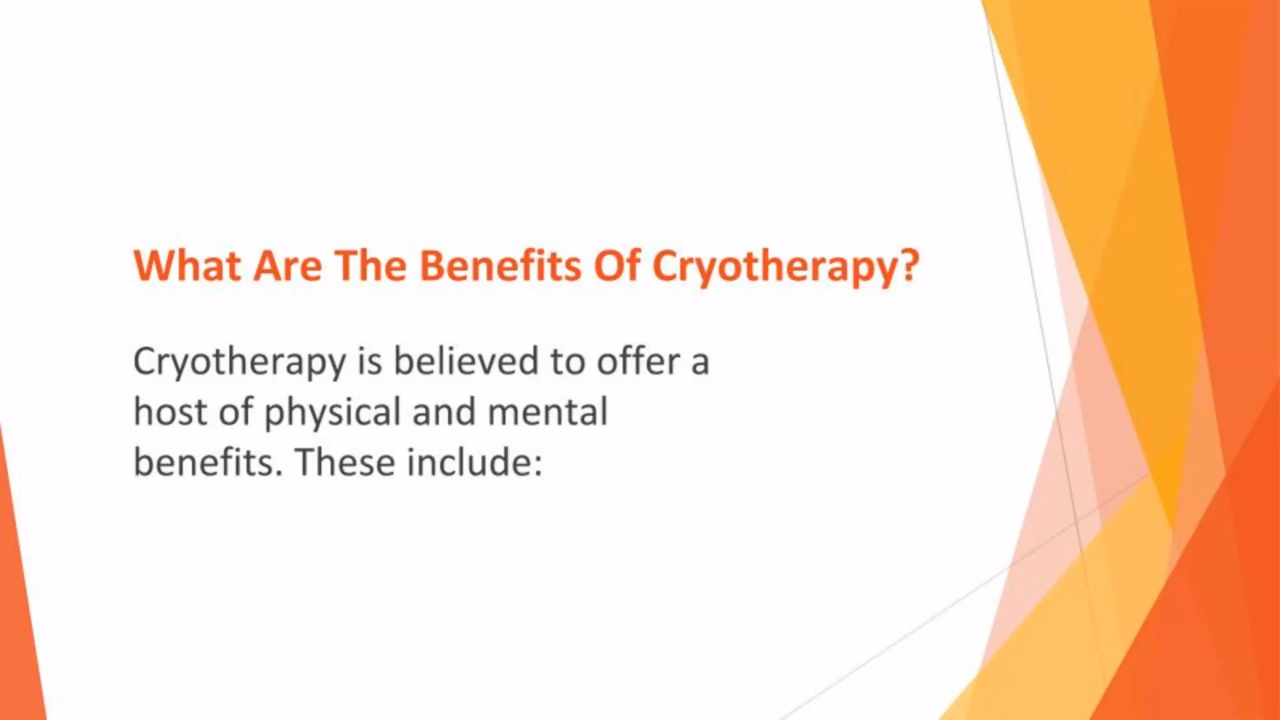 What Are The Benefits Of Cryotherapy?
Cryotherapy is believed to offer a
host of physical and mental
benefits. These include: